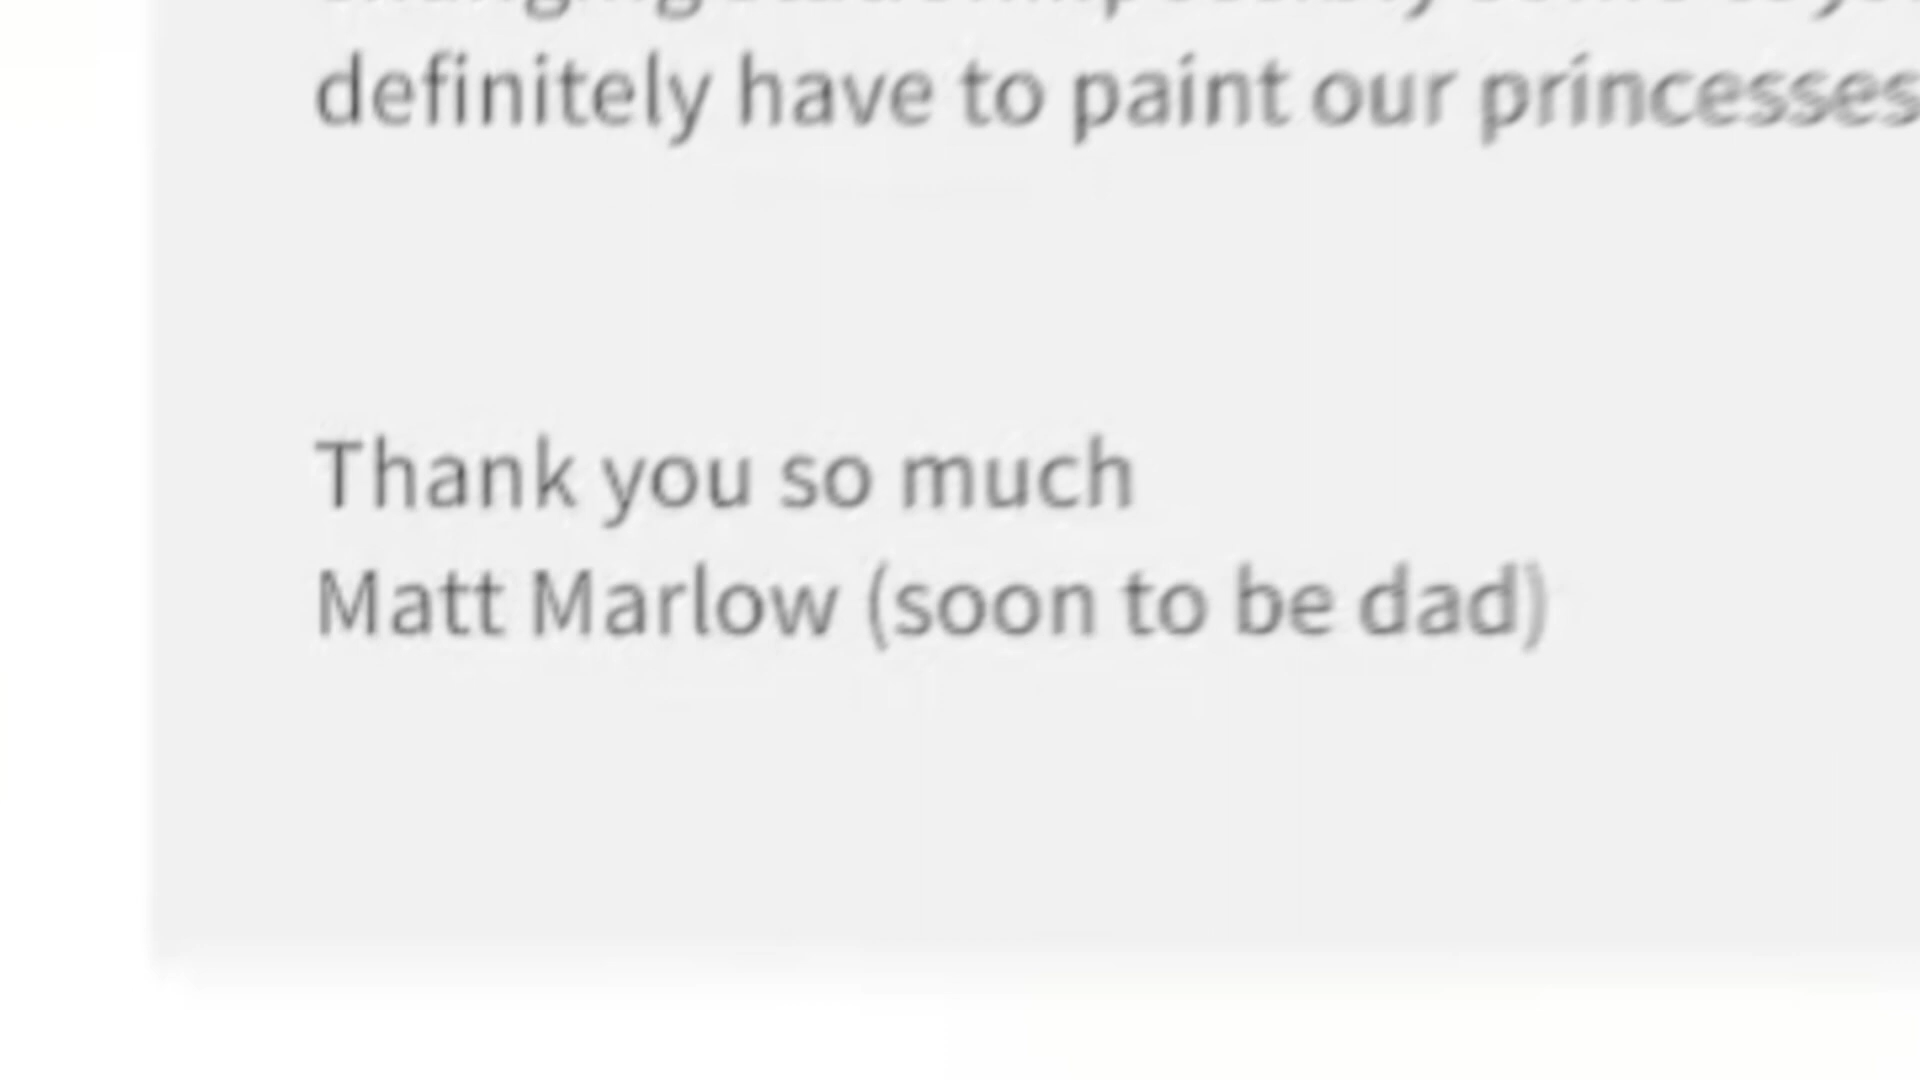 definitely have to paint our princesses
Thank you so much
Matt Marlow (soon to be dad)